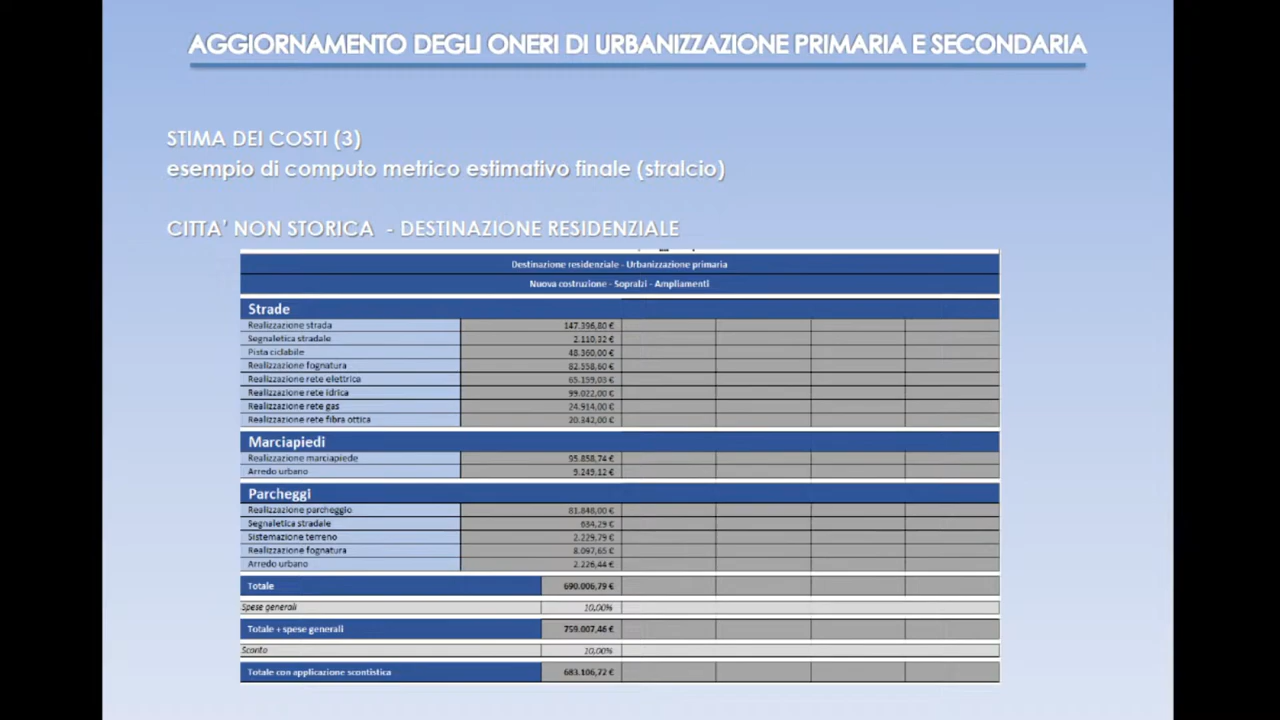 AGGIORNAMENTO DEGLI ONERI DI URBANIZZAZIONE PRIMARIA E SECONDARIA
STIMA DEI COSTI (3)
esempio di computo metrico estimativo finale (stralcio)
CITTA' NON STORICA - DESTINAZIONE RESIDENZIALE
Destinazione residenziale - Urbanizzazione primaria
Nuova costruzione - Sopralzi - Ampliamenti
Strade
Realizzazione strada 147.396,80 €
Segnaletica stradale 2.110,32 €
Pista ciclabile 48.360,00 €
Realizzazione fognatura 82.558,60 €
Realizzazione rete elettrica 65.159,03 €
Realizzazione rete idrica 99.022,00 €
Realizzazione rete gas 24.914,00 €
Realizzazione rete fibra ottica 20.342,00 €
Marciapiedi
Realizzazione marciapiede 95.858,74 €
Arredo urbano 9.249,12 €
Parcheggi
Realizzazione parcheggio 81.848,00 €
Segnaletica stradale 634,29 €
Sistemazione terreno 2.229,79 €
Realizzazione fognatura 8.097,65 €
Arredo urbano 2.226,44 €
Totale 690.006,79 €
Spese generali 10,00%
Totale + spese generali 759.007,46 €
Sconto 10,00%
Totale con applicazione scontistica 683.106,72 €